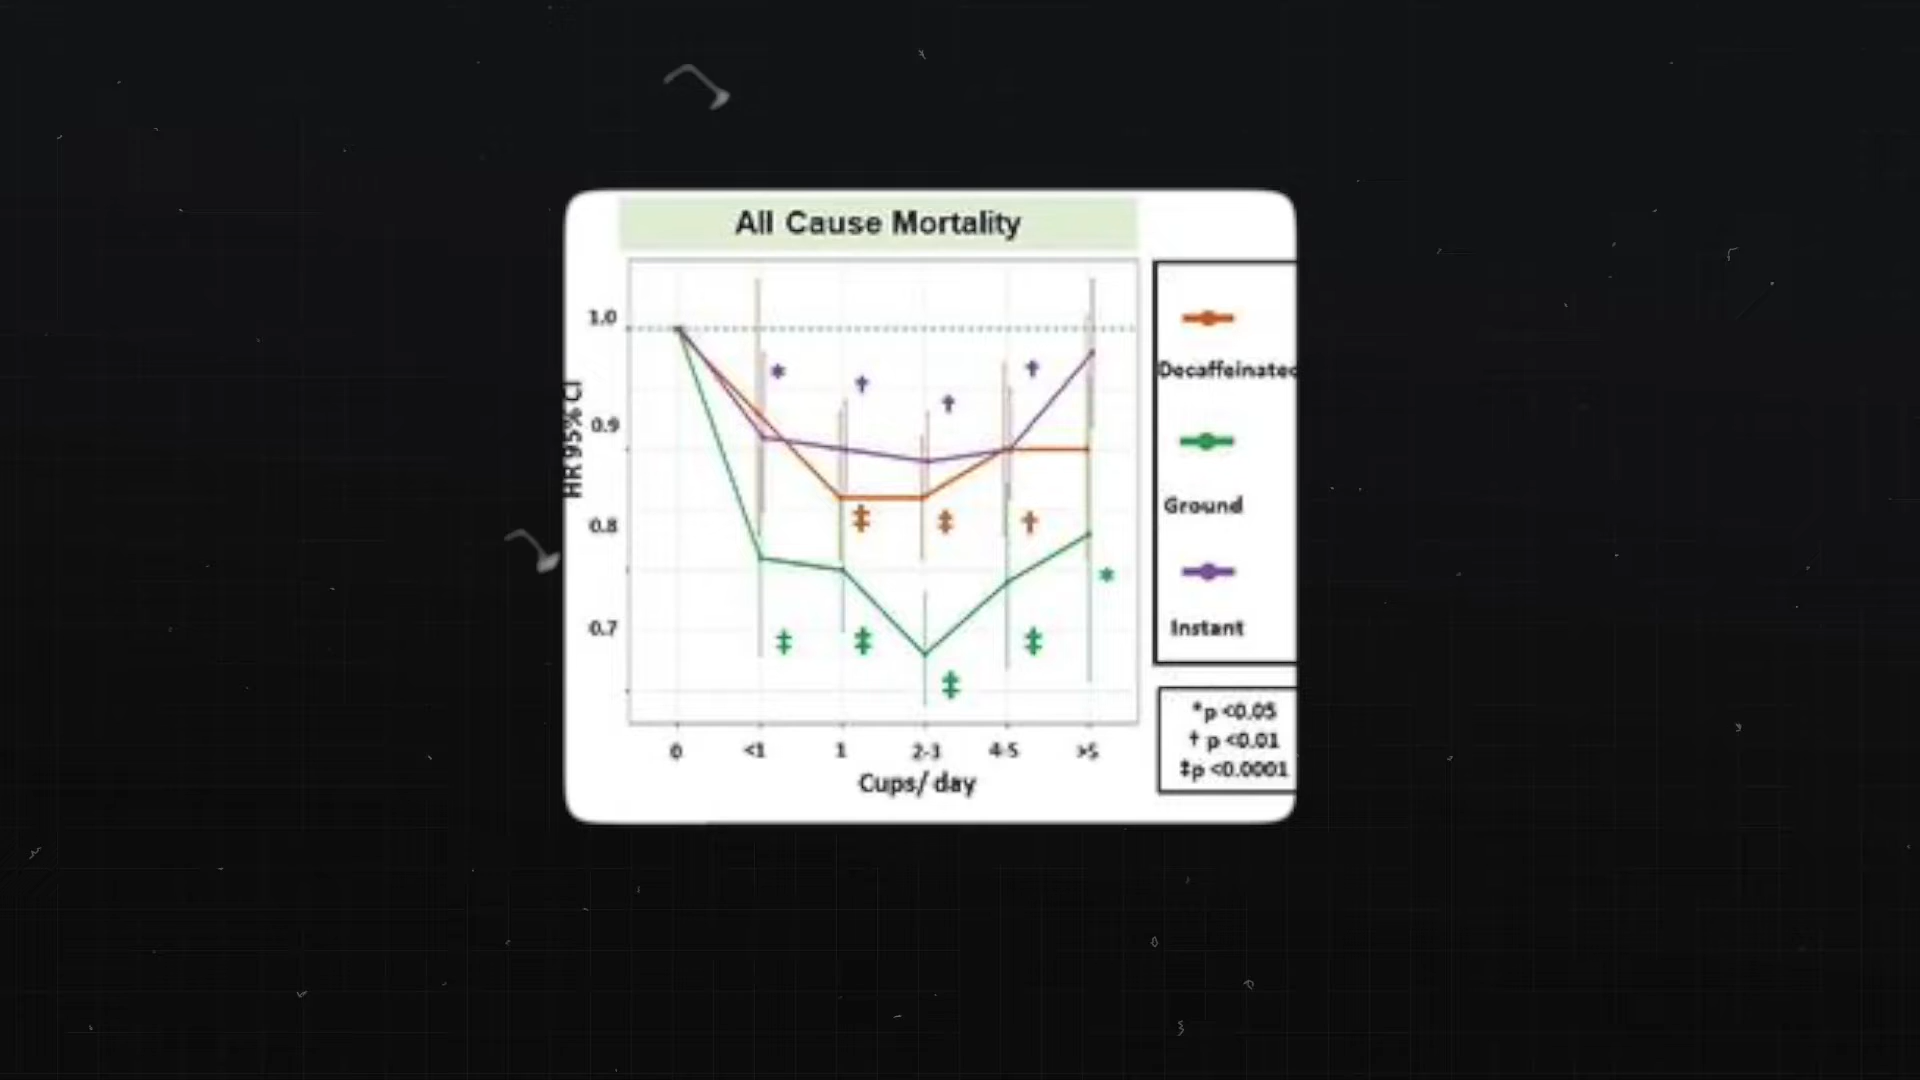 All Cause Mortality
HR 95% CI
1.0
0.9
0.8
0.7
*
†
†
†
‡
‡
†
‡
‡
‡
‡
*
0
<1
1
2-3
4-5
>5
Cups/ day
Decaffeinated
Ground
Instant
*p <0.05
† p <0.01
‡p <0.0001